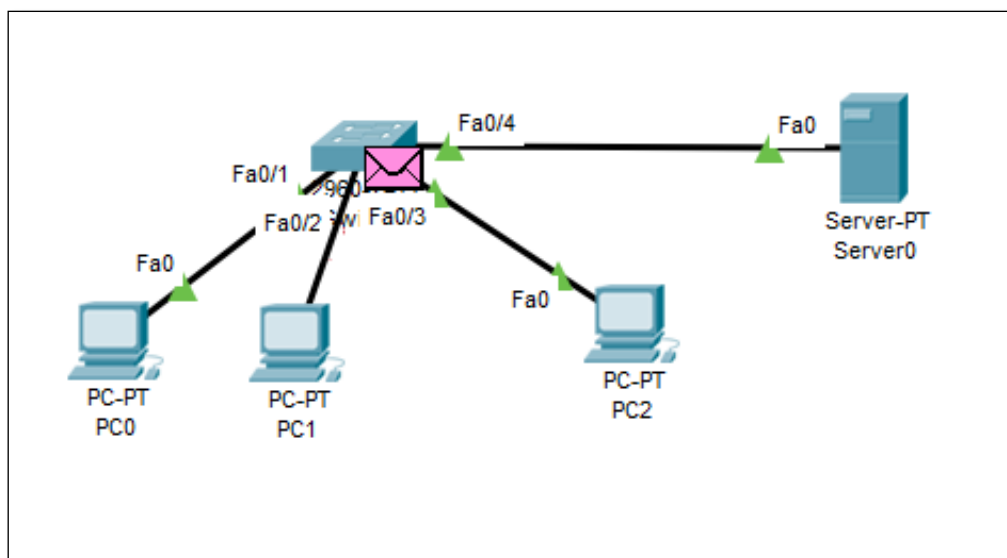 Fa0/4
Fa0
Fa0/1
Fa0/2
Fa0/3
Server-PT
Server0
Fa0
Fa0
PC-PT
PC0
PC-PT
PC1
PC-PT
PC2